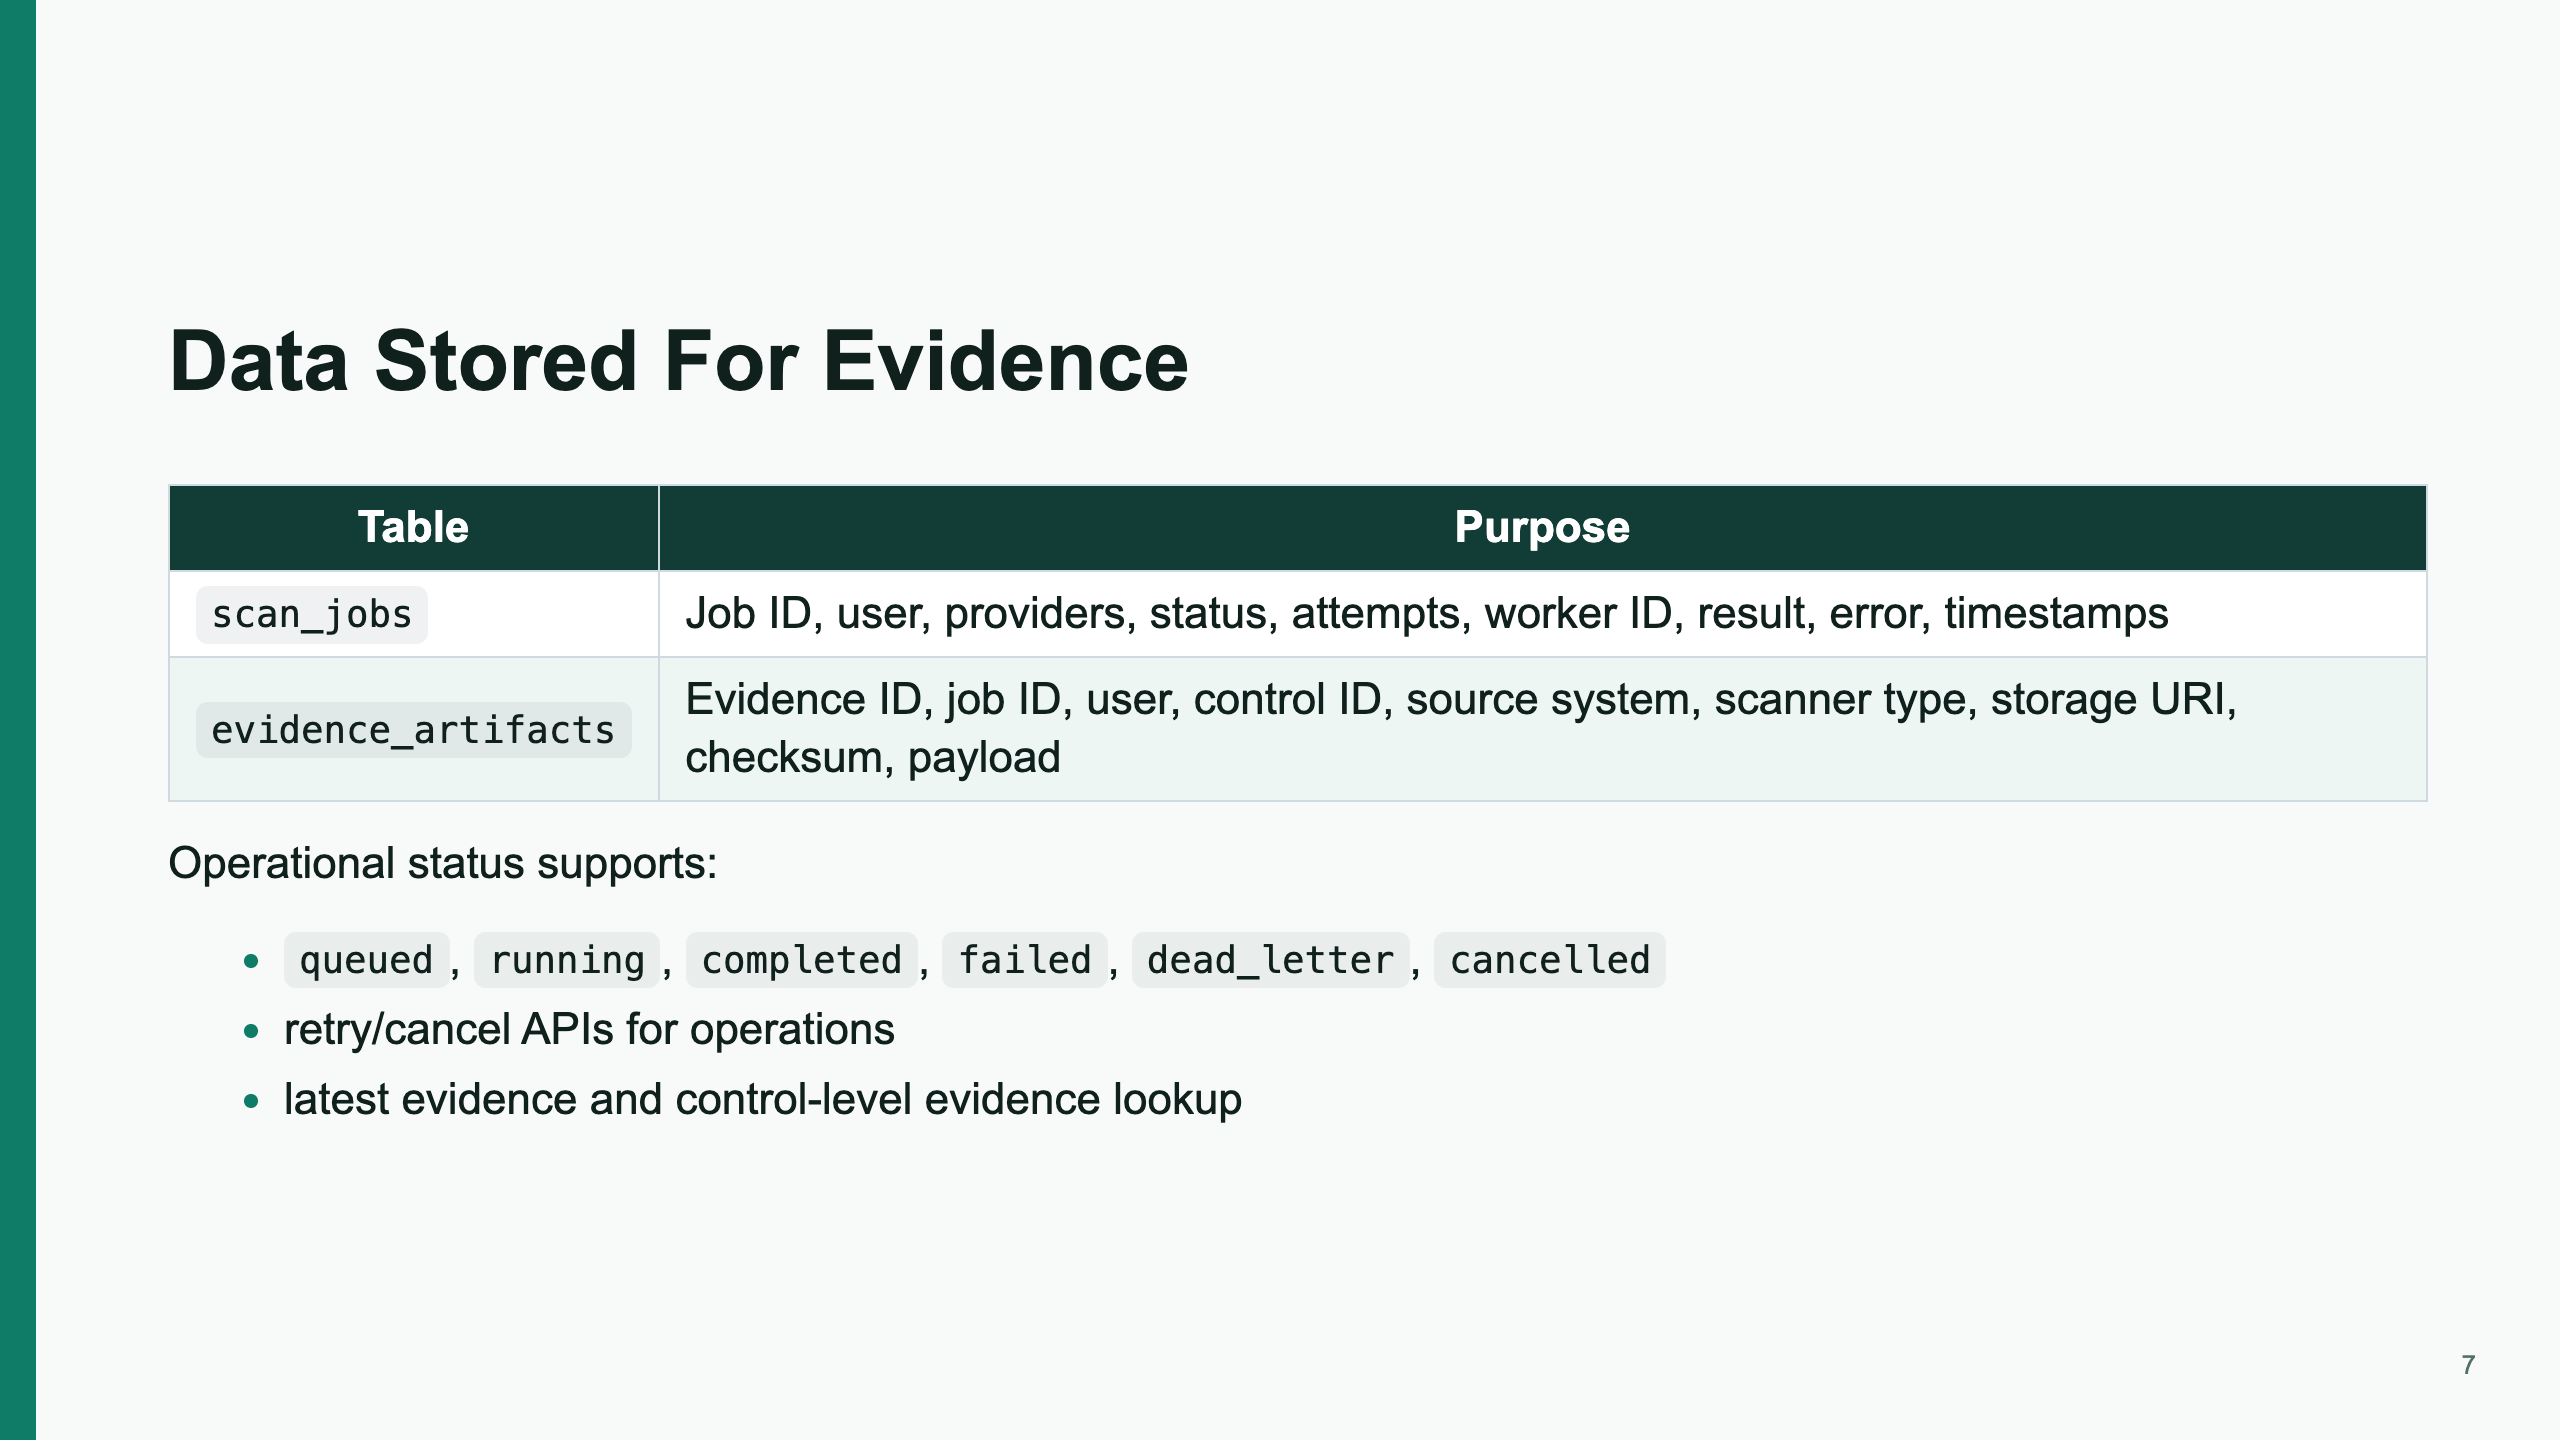 Data Stored For Evidence
Table Purpose
scan_jobs Job ID, user, providers, status, attempts, worker ID, result, error, timestamps
evidence_artifacts Evidence ID, job ID, user, control ID, source system, scanner type, storage URI,
checksum, payload
Operational status supports:
• queued, running, completed, failed, dead_letter, cancelled
• retry/cancel APIs for operations
• latest evidence and control-level evidence lookup
7